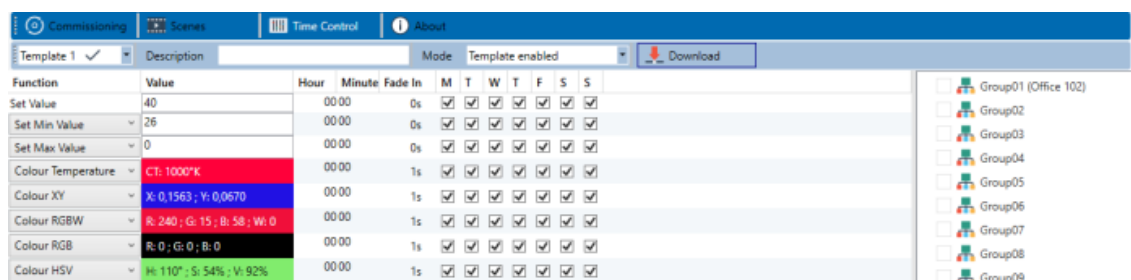 Commissioning Scenes Time Control About
Template 1 Description Mode Template enabled Download
Function Value Hour Minute Fade In M T W T F S S
Set Value 40 00 00 0s
Set Min Value 26 00 00 0s
Set Max Value 0 00 00 0s
Colour Temperature CT: 1000°K 00 00 1s
Colour XY X: 0,1563 ; Y: 0,0670 00 00 1s
Colour RGBW R: 240 ; G: 15 ; B: 58 ; W: 0 00 00 1s
Colour RGB R: 0 ; G: 0 ; B: 0 00 00 1s
Colour HSV H: 110° ; S: 54% ; V: 92% 00 00 1s
Group01 (Office 102)
Group02
Group03
Group04
Group05
Group06
Group07
Group08
Group09